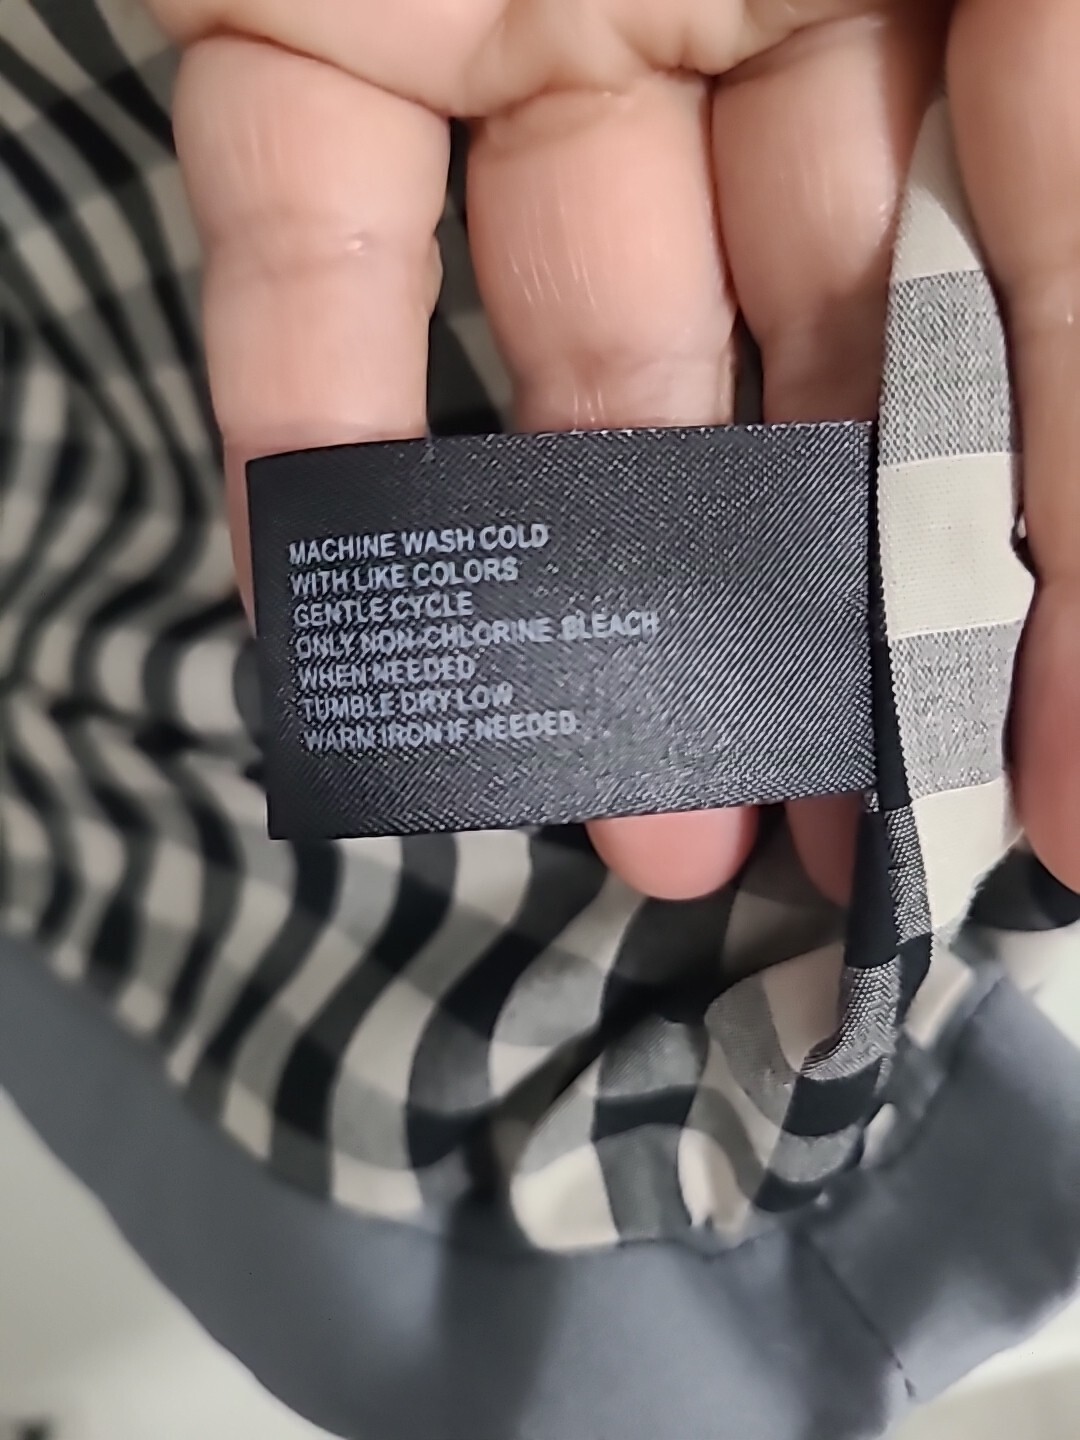 MACHINE WASH COLD
WITH LIKE COLORS
GENTLE CYCLE
ONLY NON-CHLORINE BLEACH
WHEN NEEDED
TUMBLE DRY LOW
WARM IRON IF NEEDED